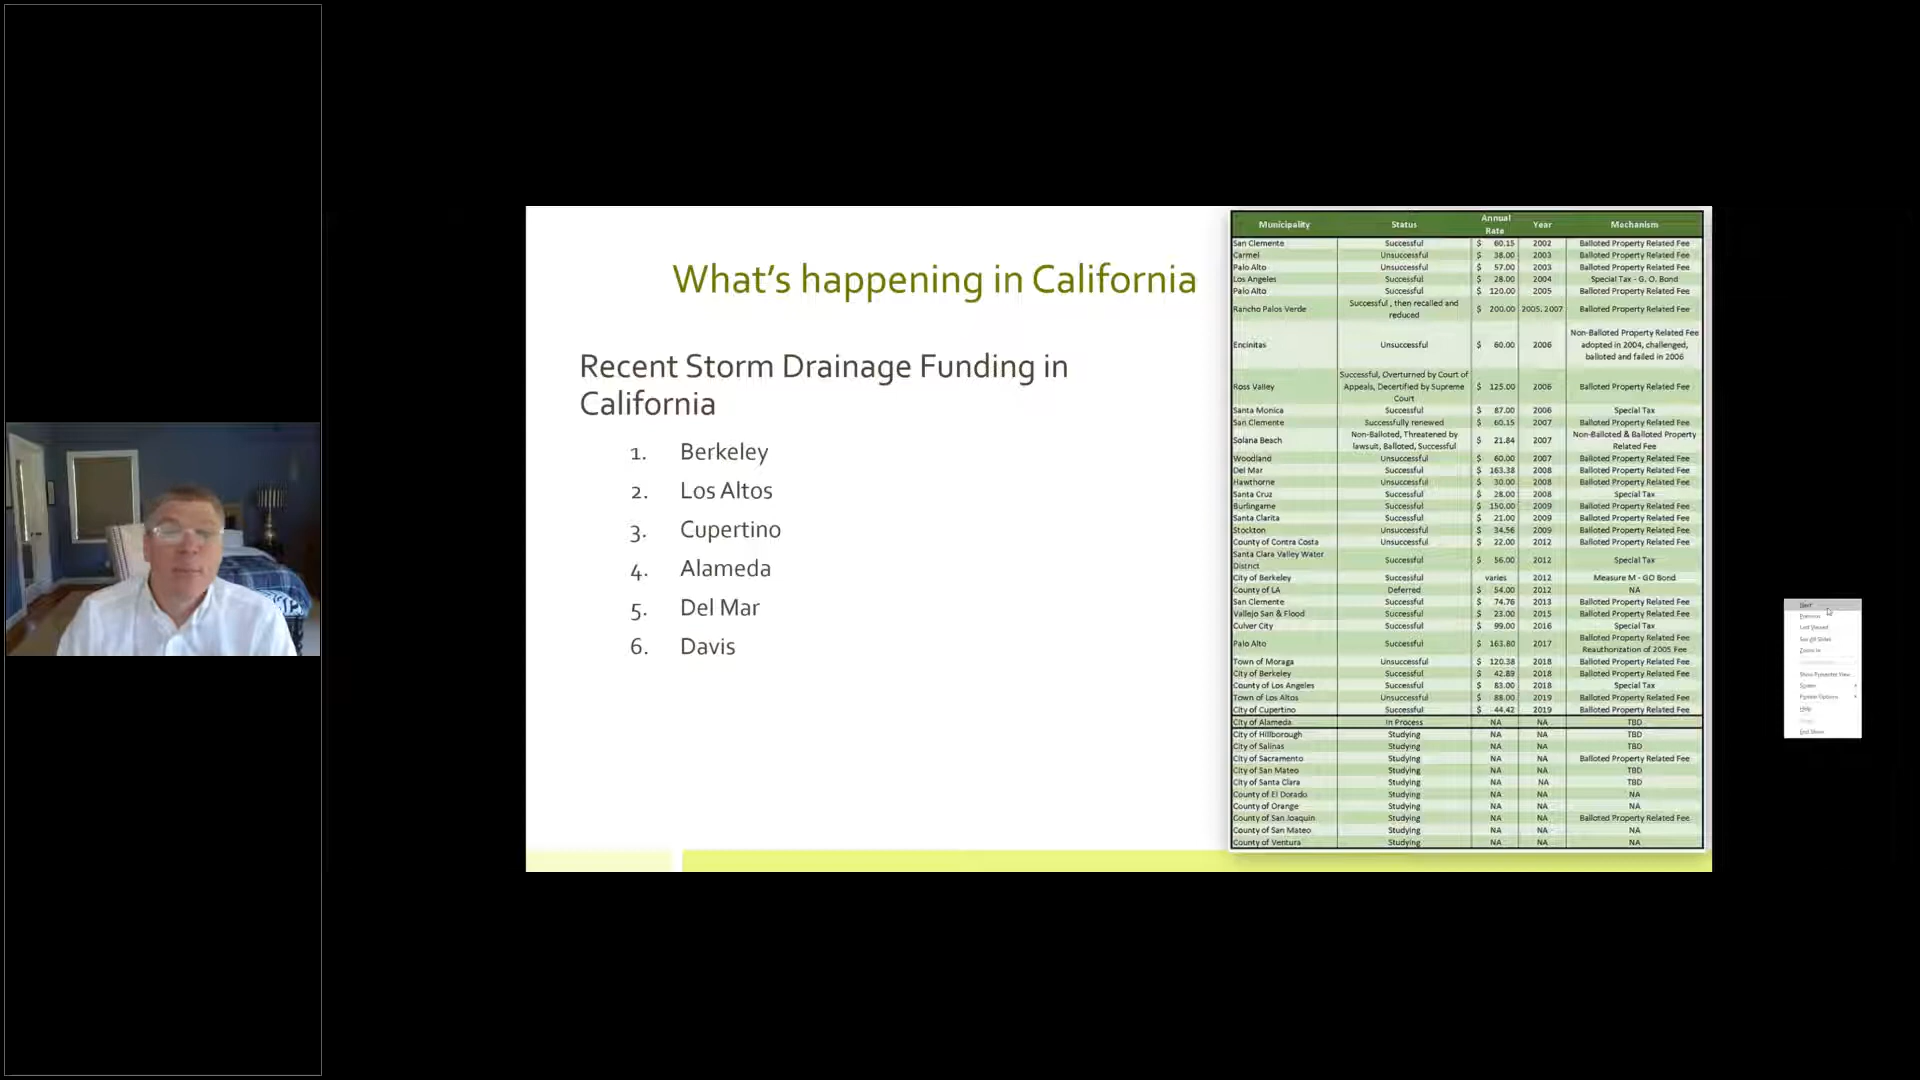 What's happening in California
Recent Storm Drainage Funding in
California
1. Berkeley
2. Los Altos
3. Cupertino
4. Alameda
5. Del Mar
6. Davis
Municipality Status Annual Rate Year Mechanism
San Clemente Successful $ 60.15 2002 Balloted Property Related Fee
Carmel Unsuccessful $ 38.00 2003 Balloted Property Related Fee
Palo Alto Unsuccessful $ 57.00 2003 Balloted Property Related Fee
Los Angeles Successful $ 28.00 2004 Special Tax - G. O. Bond
Palo Alto Successful $ 120.00 2005 Balloted Property Related Fee
Rancho Palos Verde Successful , then recalled and reduced $ 200.00 2005, 2007 Balloted Property Related Fee
Encinitas Unsuccessful $ 60.00 2006 Non-Balloted Property Related Fee adopted in 2004, challenged, balloted and failed in 2006
Ross Valley Successful, Overturned by Court of Appeals, Decertified by Supreme Court $ 125.00 2006 Balloted Property Related Fee
Santa Monica Successful $ 87.00 2006 Special Tax
San Clemente Successfully renewed $ 60.15 2007 Balloted Property Related Fee
Solana Beach Non-Balloted, Threatened by lawsuit, Balloted, Successful $ 21.84 2007 Non-Balloted & Balloted Property Related Fee
Woodland Unsuccessful $ 60.00 2007 Balloted Property Related Fee
Del Mar Successful $ 163.38 2008 Balloted Property Related Fee
Hawthorne Unsuccessful $ 30.00 2008 Balloted Property Related Fee
Santa Cruz Successful $ 28.00 2008 Special Tax
Burlingame Successful $ 150.00 2009 Balloted Property Related Fee
Santa Clarita Successful $ 21.00 2009 Balloted Property Related Fee
Stockton Unsuccessful $ 34.56 2009 Balloted Property Related Fee
County of Contra Costa Unsuccessful $ 22.00 2012 Balloted Property Related Fee
Santa Clara Valley Water District Successful $ 56.00 2012 Special Tax
City of Berkeley Successful varies 2012 Measure M - GO Bond
County of LA Deferred $ 54.00 2012 NA
San Clemente Successful $ 74.76 2013 Balloted Property Related Fee
Vallejo San & Flood Successful $ 23.00 2015 Balloted Property Related Fee
Culver City Successful $ 99.00 2016 Special Tax
Palo Alto Successful $ 163.80 2017 Balloted Property Related Fee Reauthorization of 2005 Fee
Town of Moraga Unsuccessful $ 120.38 2018 Balloted Property Related Fee
City of Berkeley Successful $ 42.89 2018 Balloted Property Related Fee
County of Los Angeles Successful $ 83.00 2018 Special Tax
Town of Los Altos Unsuccessful $ 88.00 2019 Balloted Property Related Fee
City of Cupertino Successful $ 44.42 2019 Balloted Property Related Fee
City of Alameda In Process NA NA TBD
City of Hillborough Studying NA NA TBD
City of Salinas Studying NA NA TBD
City of Sacramento Studying NA NA Balloted Property Related Fee
City of San Mateo Studying NA NA TBD
City of Santa Clara Studying NA NA TBD
County of El Dorado Studying NA NA NA
County of Orange Studying NA NA NA
County of San Joaquin Studying NA NA Balloted Property Related Fee
County of San Mateo Studying NA NA NA
County of Ventura Studying NA NA NA
Next
Previous
Last Viewed
See All Slides
Zoom In
Show Presenter View
Screen
Pointer Options
Help
End Show